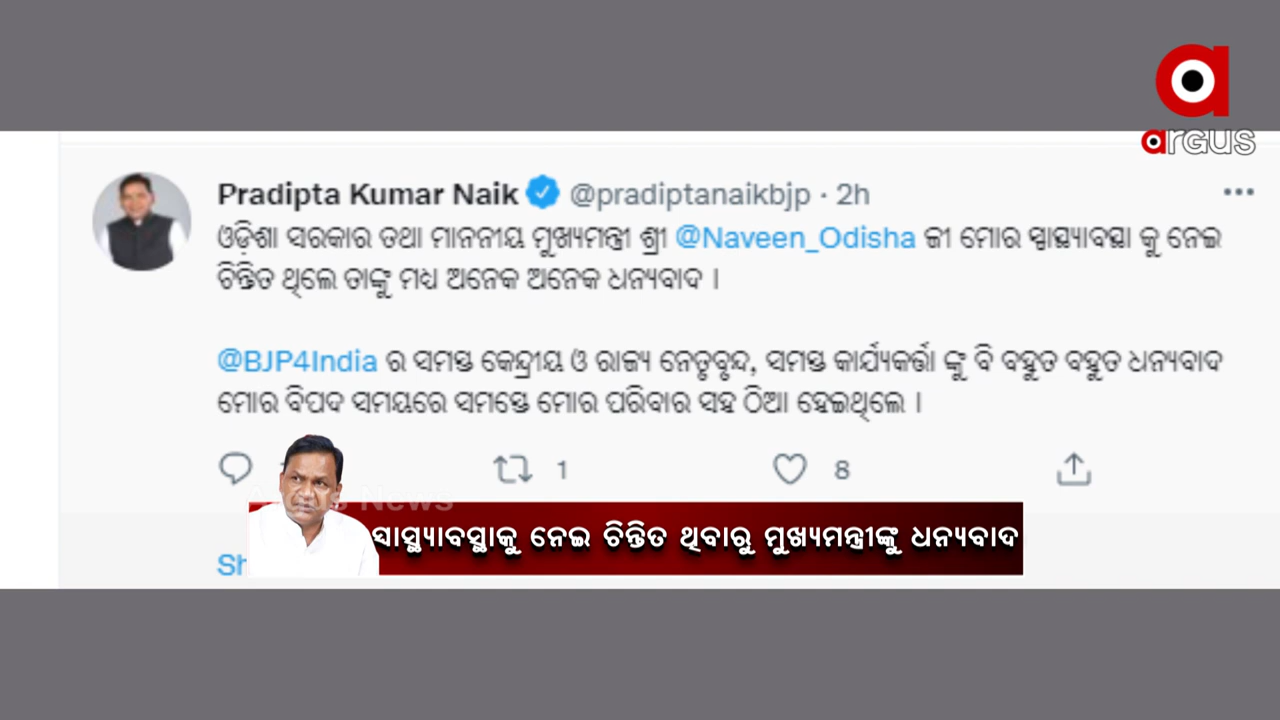 argus
Pradipta Kumar Naik @pradiptanaikbjp · 2h
ଓଡ଼ିଶା ସରକାର ତଥା ମାନନୀୟ ମୁଖ୍ୟମନ୍ତ୍ରୀ ଶ୍ରୀ @Naveen_Odisha ଜୀ ମୋର ସ୍ବାସ୍ଥ୍ୟାବସ୍ଥା କୁ ନେଇ
ଚିନ୍ତିତ ଥିଲେ ତାଙ୍କୁ ମଧ୍ୟ ଅନେକ ଅନେକ ଧନ୍ୟବାଦ ।
@BJP4India ର ସମସ୍ତ କେନ୍ଦ୍ରୀୟ ଓ ରାଜ୍ୟ ନେତୃବୃନ୍ଦ, ସମସ୍ତ କାର୍ଯ୍ୟକର୍ତ୍ତା ଙ୍କୁ ବି ବହୁତ ବହୁତ ଧନ୍ୟବାଦ
ମୋର ବିପଦ ସମୟରେ ସମସ୍ତେ ମୋର ପରିବାର ସହ ଠିଆ ହେଇଥିଲେ ।
1 8
Argus News
ସ୍ୱାସ୍ଥ୍ୟାବସ୍ଥାକୁ ନେଇ ଚିନ୍ତିତ ଥିବାରୁ ମୁଖ୍ୟମନ୍ତ୍ରୀଙ୍କୁ ଧନ୍ୟବାଦ